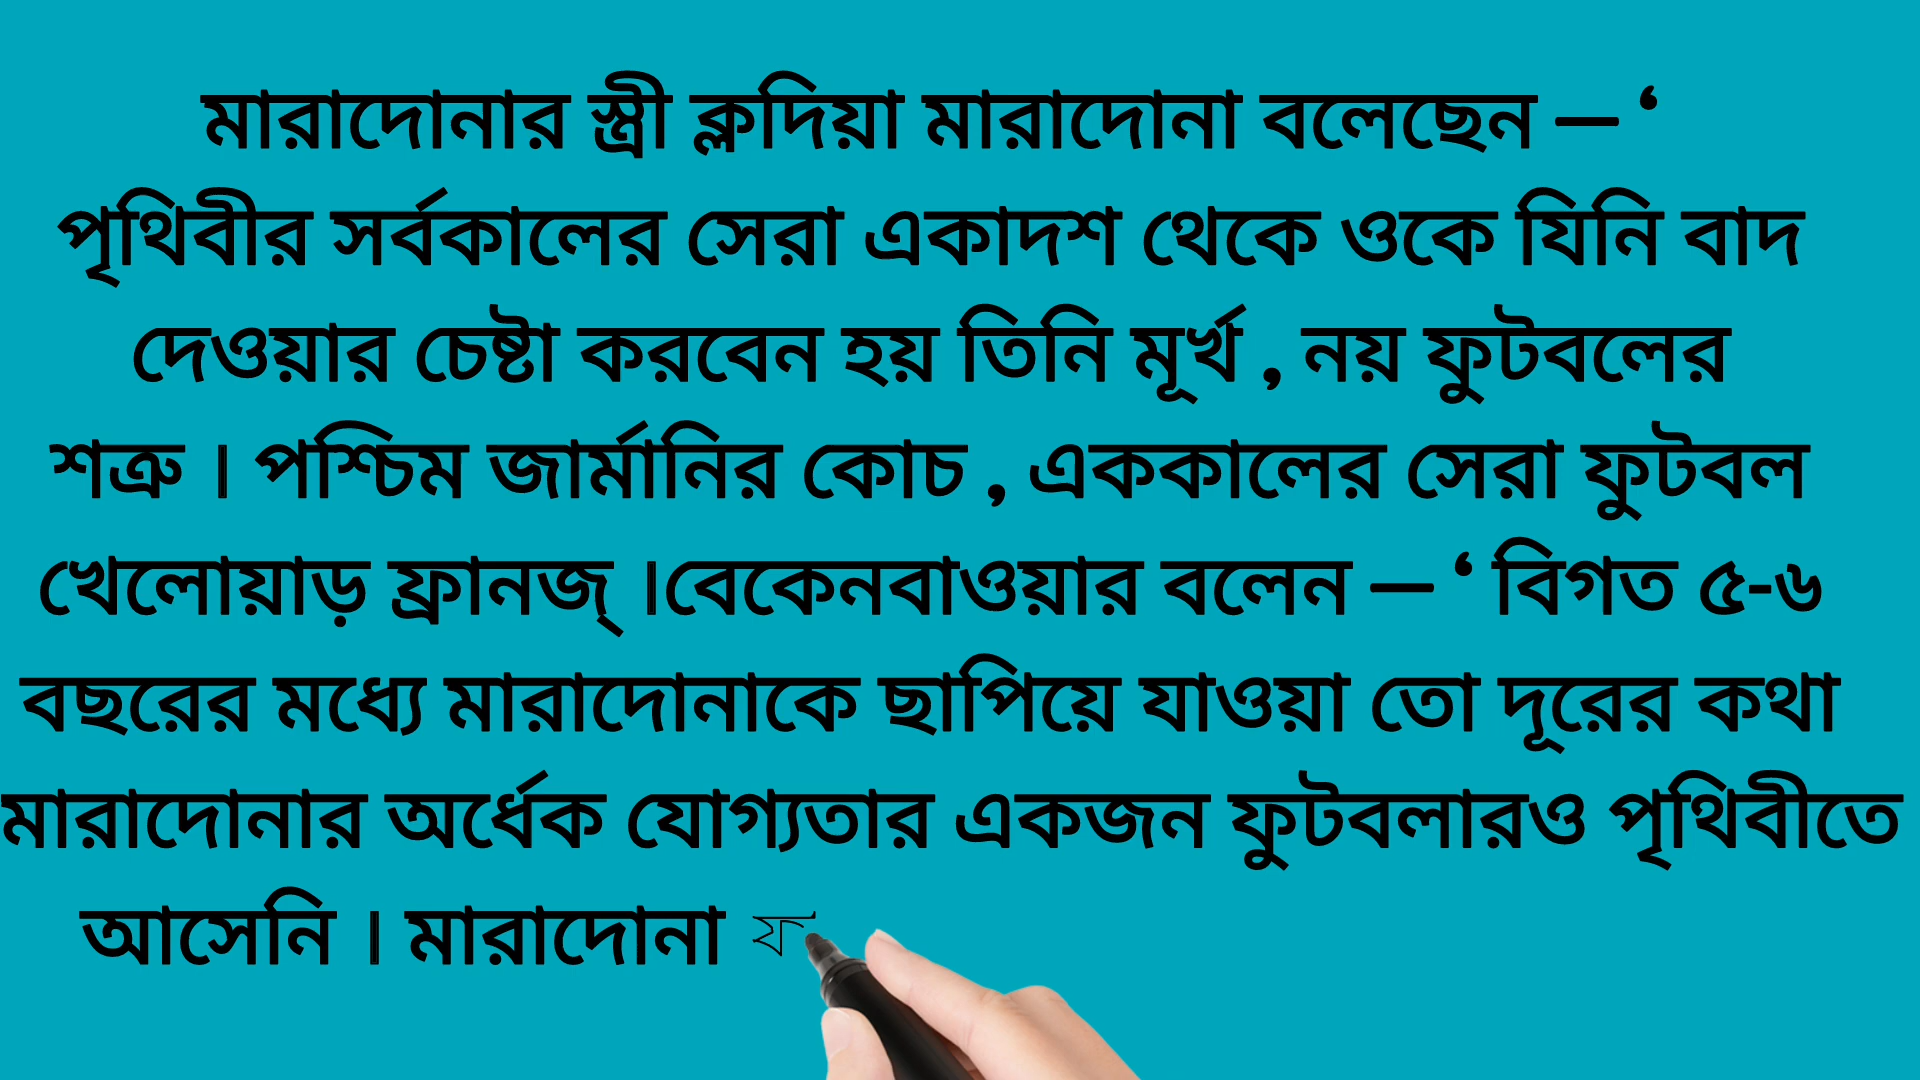 মারাদোনার স্ত্রী ক্লদিয়া মারাদোনা বলেছেন — ‘
পৃথিবীর সর্বকালের সেরা একাদশ থেকে ওকে যিনি বাদ
দেওয়ার চেষ্টা করবেন হয় তিনি মূর্খ , নয় ফুটবলের
শত্রু । পশ্চিম জার্মানির কোচ , এককালের সেরা ফুটবল
খেলোয়াড় ফ্রানজ্ ।বেকেনবাওয়ার বলেন — ‘ বিগত ৫-৬
বছরের মধ্যে মারাদোনাকে ছাপিয়ে যাওয়া তো দূরের কথা
মারাদোনার অর্ধেক যোগ্যতার একজন ফুটবলারও পৃথিবীতে
আসেনি । মারাদোনা